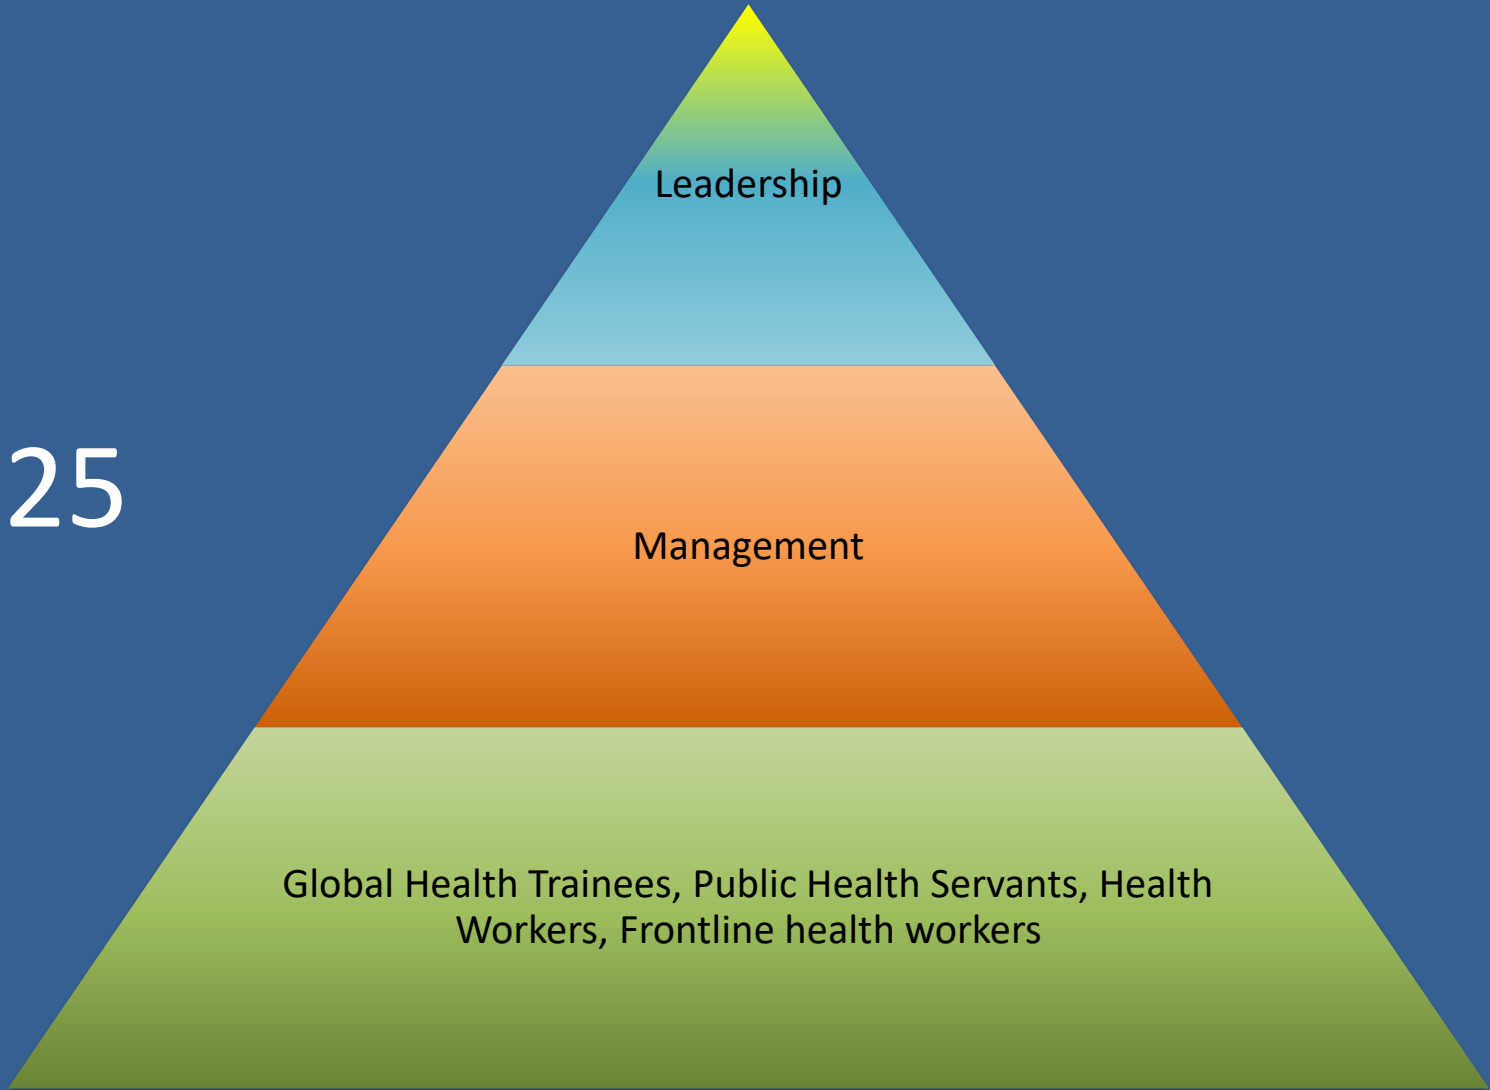 Leadership
25
Management
Global Health Trainees, Public Health Servants, Health
Workers, Frontline health workers